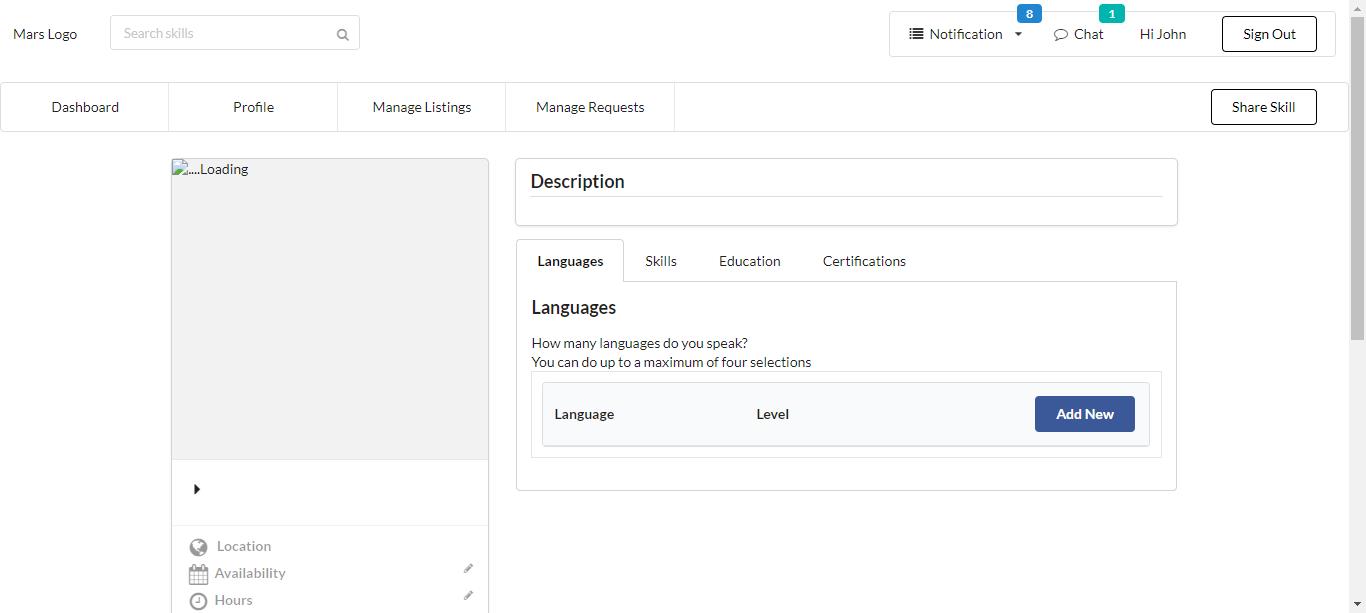 Mars Logo
Search skills
8
1
Notification
Chat
Hi John
Sign Out
Dashboard
Profile
Manage Listings
Manage Requests
Share Skill
....Loading
Description
Languages
Skills
Education
Certifications
Languages
How many languages do you speak?
You can do up to a maximum of four selections
Language
Level
Add New
Location
Availability
Hours